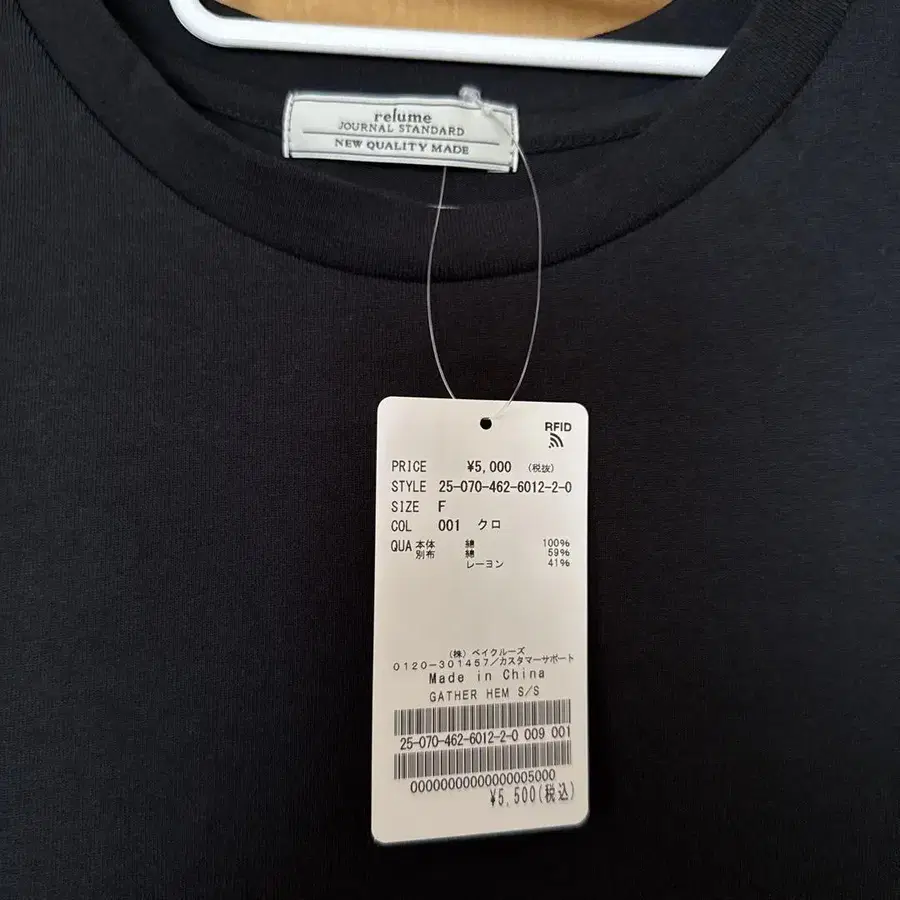 relume
JOURNAL STANDARD
NEW QUALITY MADE
RFID
PRICE ¥5,000 (税抜)
STYLE 25-070-462-6012-2-0
SIZE F
COL 001 クロ
QUA 本体 綿 100%
別布 綿 59%
レーヨン 41%
(株) ベイクルーズ
0120-301457/カスタマーサポート
Made in China
GATHER HEM S/S
25-070-462-6012-2-0 009 001
00000000000000005000
¥5,500(税込)